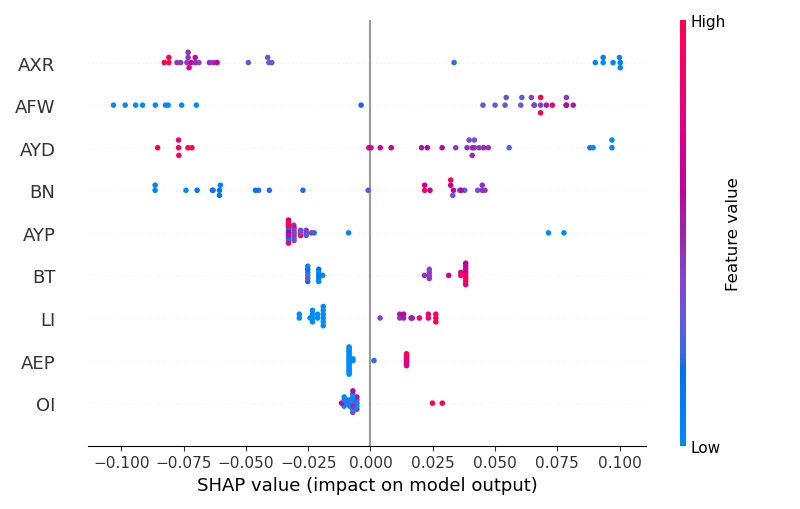 High
AXR
AFW
AYD
BN
AYP
BT
LI
AEP
OI
Feature value
Low
−0.100 −0.075 −0.050 −0.025 0.000 0.025 0.050 0.075 0.100
SHAP value (impact on model output)